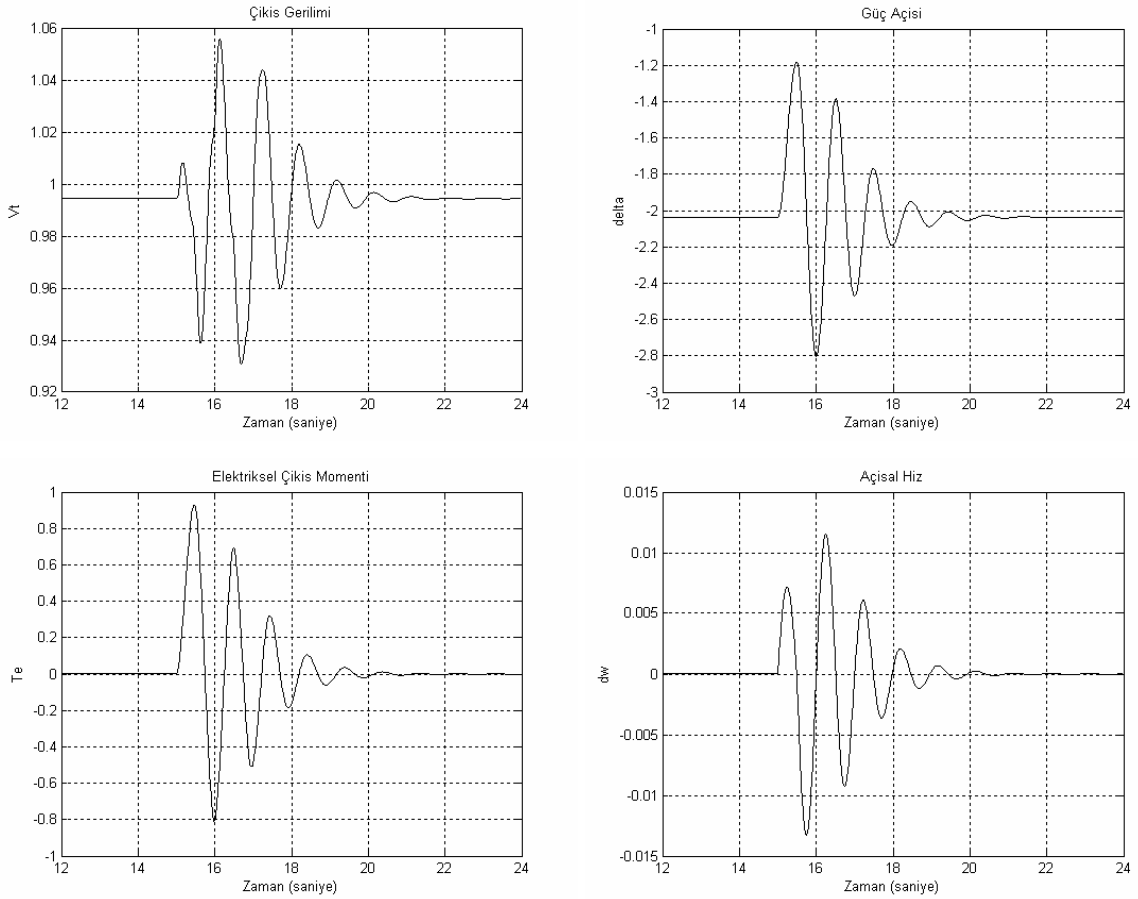 Çikis Gerilimi
1.06
1.04
1.02
1
0.98
0.96
0.94
0.92
Vt
12 14 16 18 20 22 24
Zaman (saniye)
Güç Açisi
-1
-1.2
-1.4
-1.6
-1.8
-2
-2.2
-2.4
-2.6
-2.8
-3
delta
12 14 16 18 20 22 24
Zaman (saniye)
Elektriksel Çikis Momenti
1
0.8
0.6
0.4
0.2
0
-0.2
-0.4
-0.6
-0.8
-1
Te
12 14 16 18 20 22 24
Zaman (saniye)
Açisal Hiz
0.015
0.01
0.005
0
-0.005
-0.01
-0.015
dw
12 14 16 18 20 22 24
Zaman (saniye)